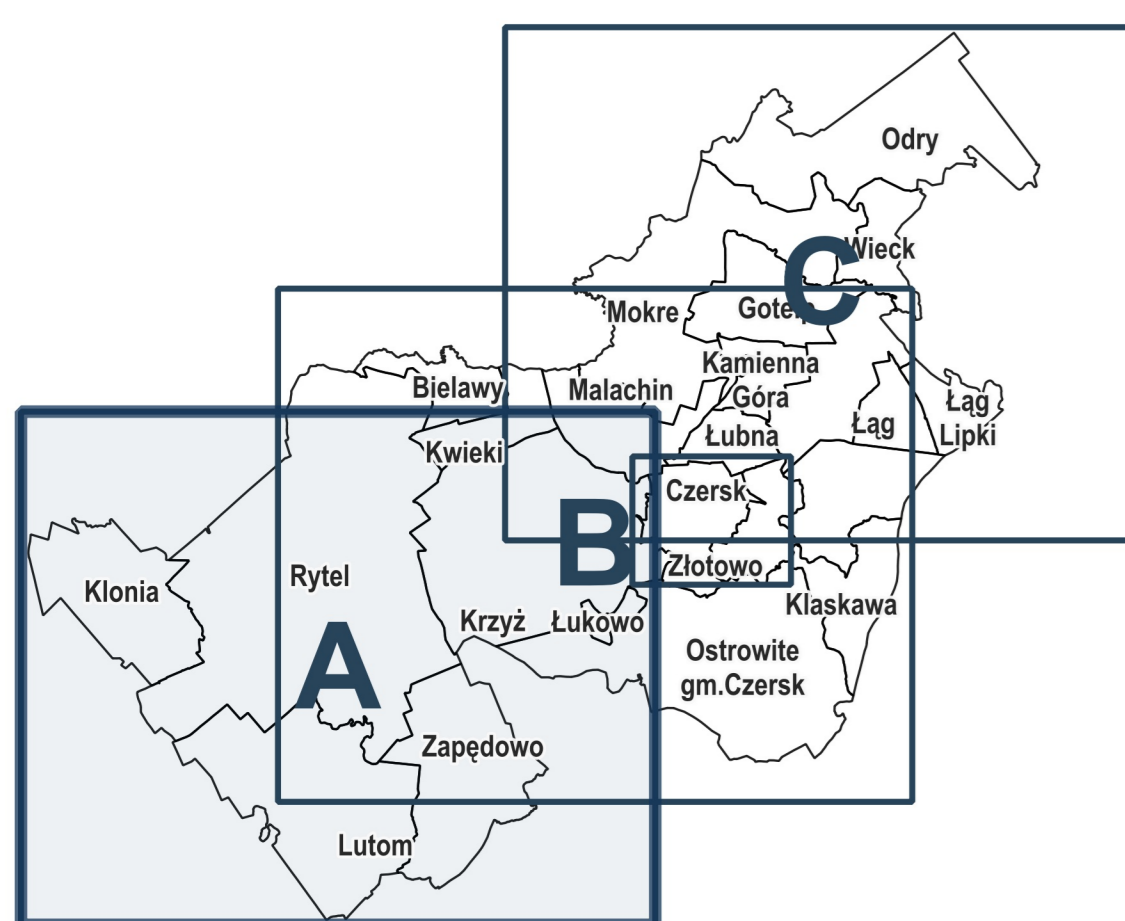 Odry
Wieck
C
Mokre
Gotelp
Kamienna
Góra
Bielawy
Malachin
Łąg
Lipki
Łąg
Łubna
Kwieki
Czersk
B
Złotowo
Rytel
Klonia
Klaskawa
Krzyż
Łukowo
A
Ostrowite
gm.Czersk
Zapędowo
Lutom